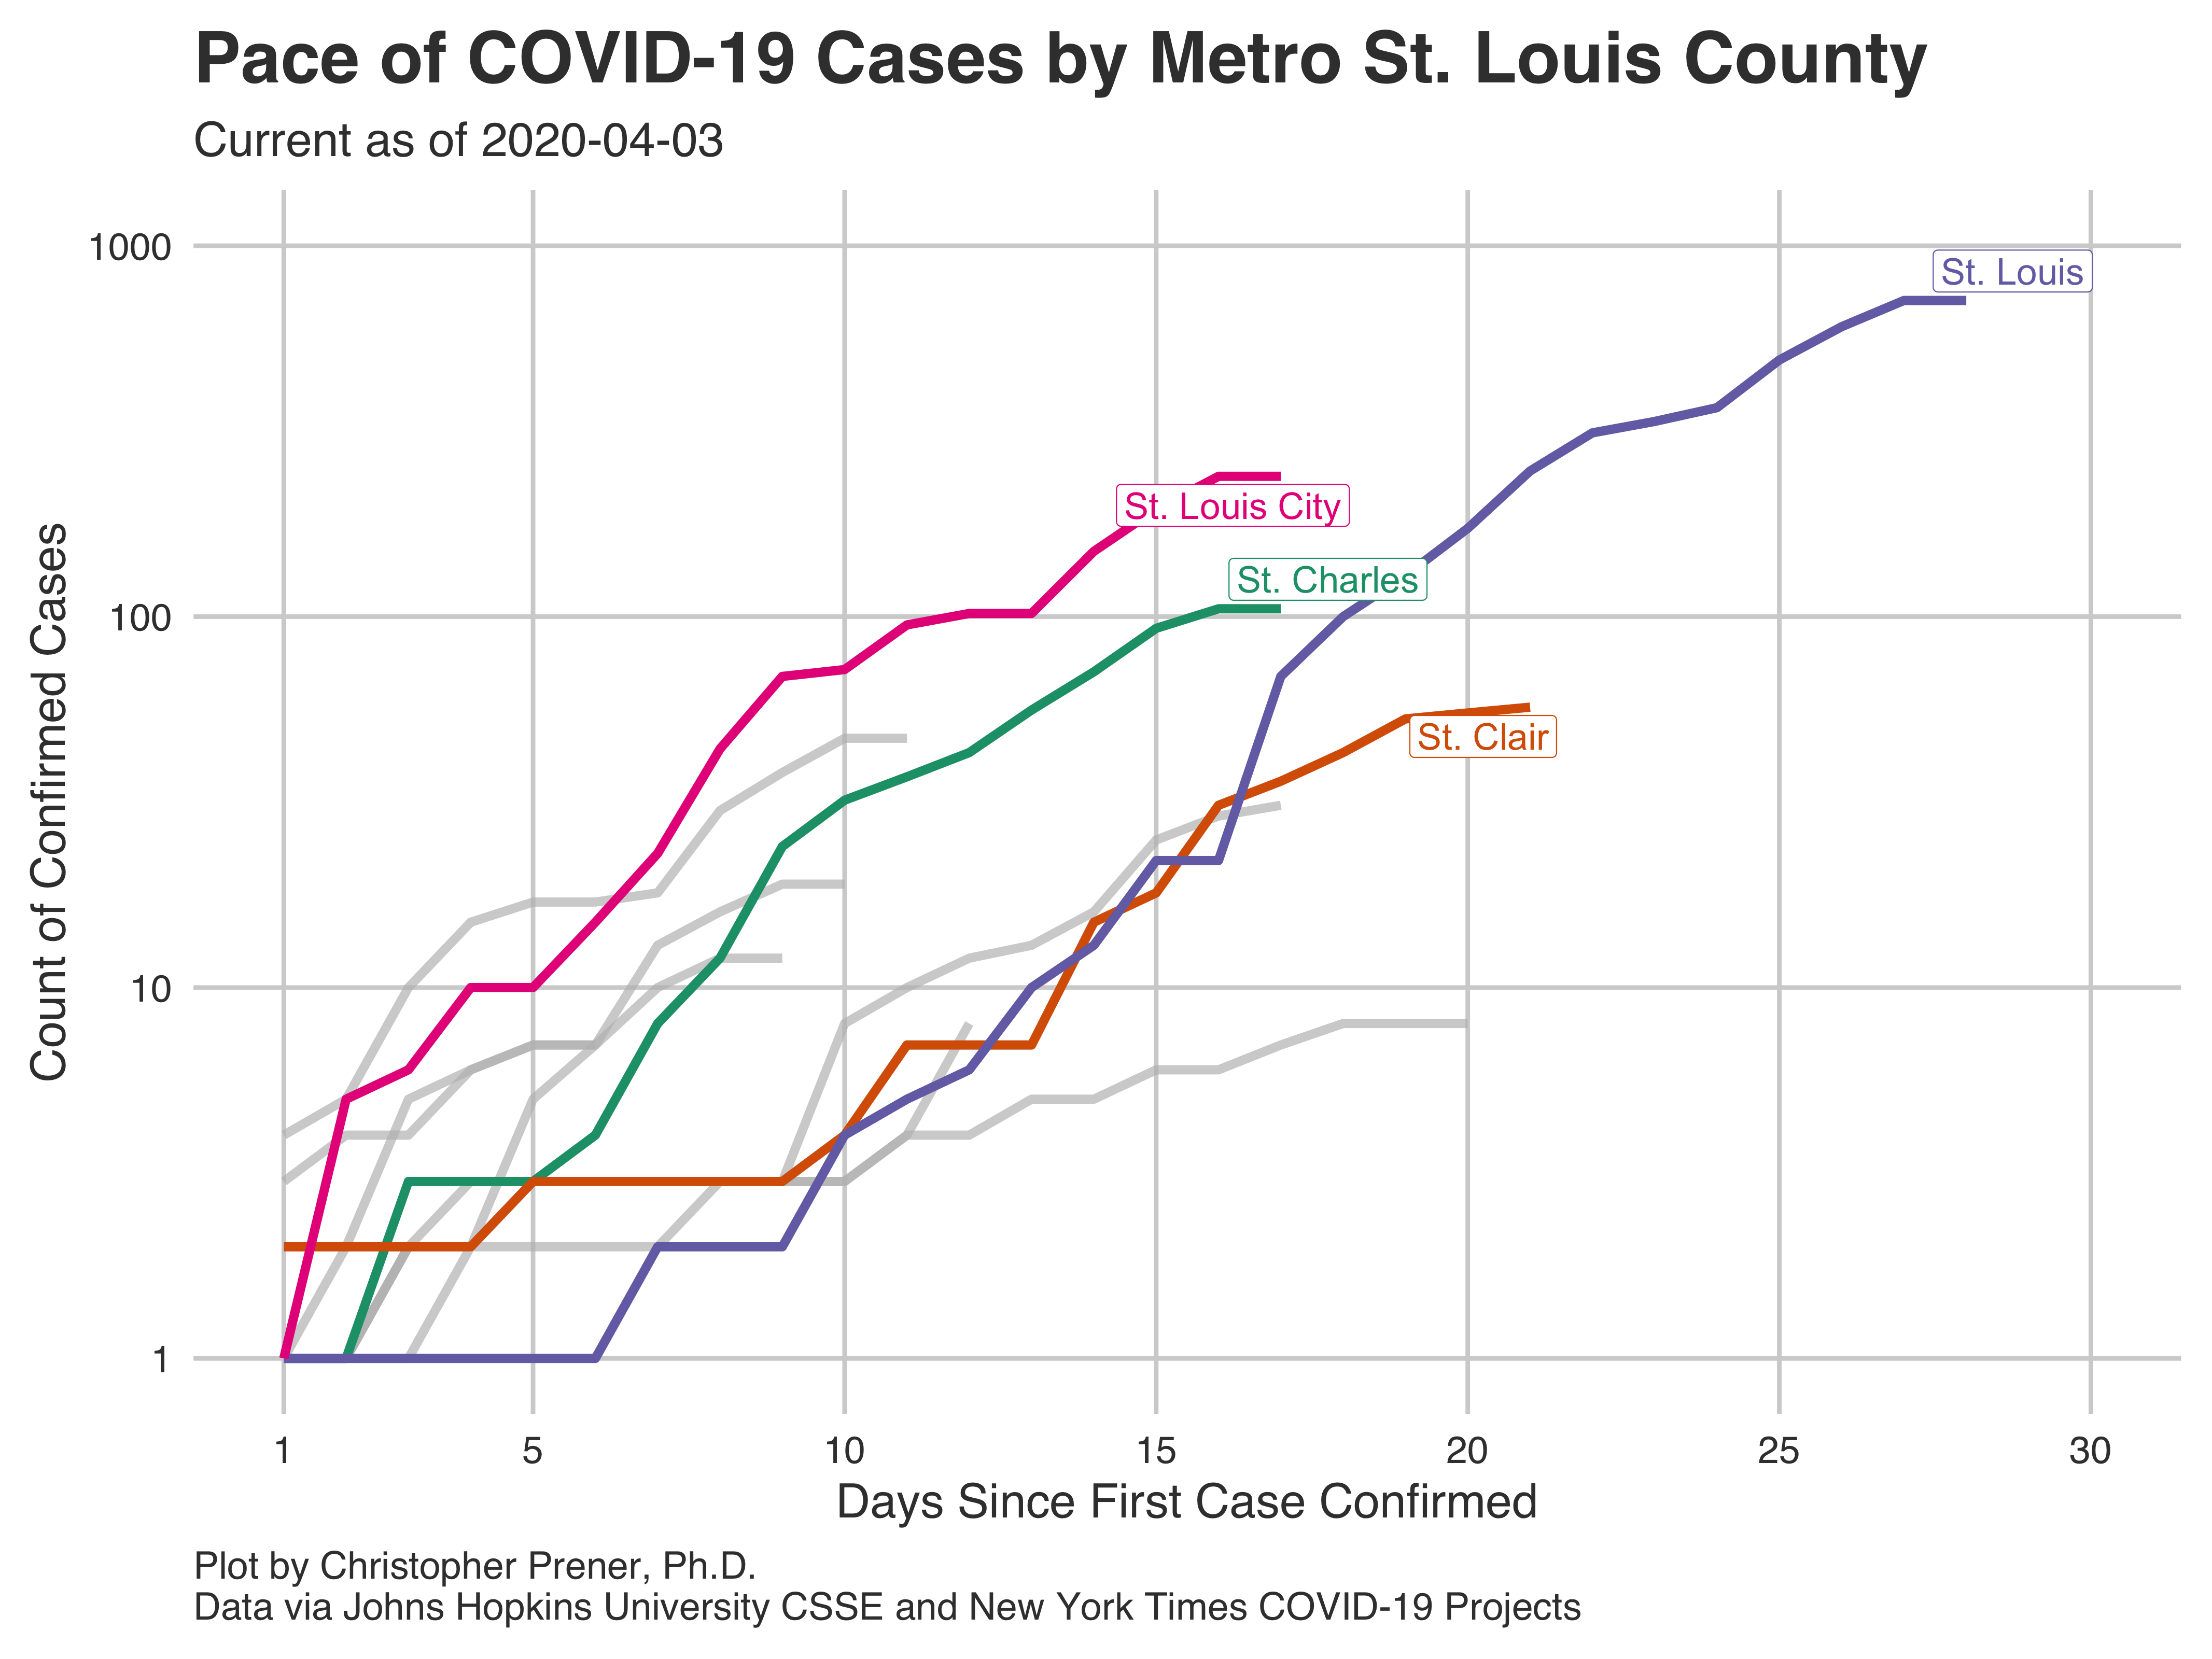 Pace of COVID-19 Cases by Metro St. Louis County
Current as of 2020-04-03
Count of Confirmed Cases
1000
100
10
1
St. Louis
St. Louis City
St. Charles
St. Clair
1 5 10 15 20 25 30
Days Since First Case Confirmed
Plot by Christopher Prener, Ph.D.
Data via Johns Hopkins University CSSE and New York Times COVID-19 Projects